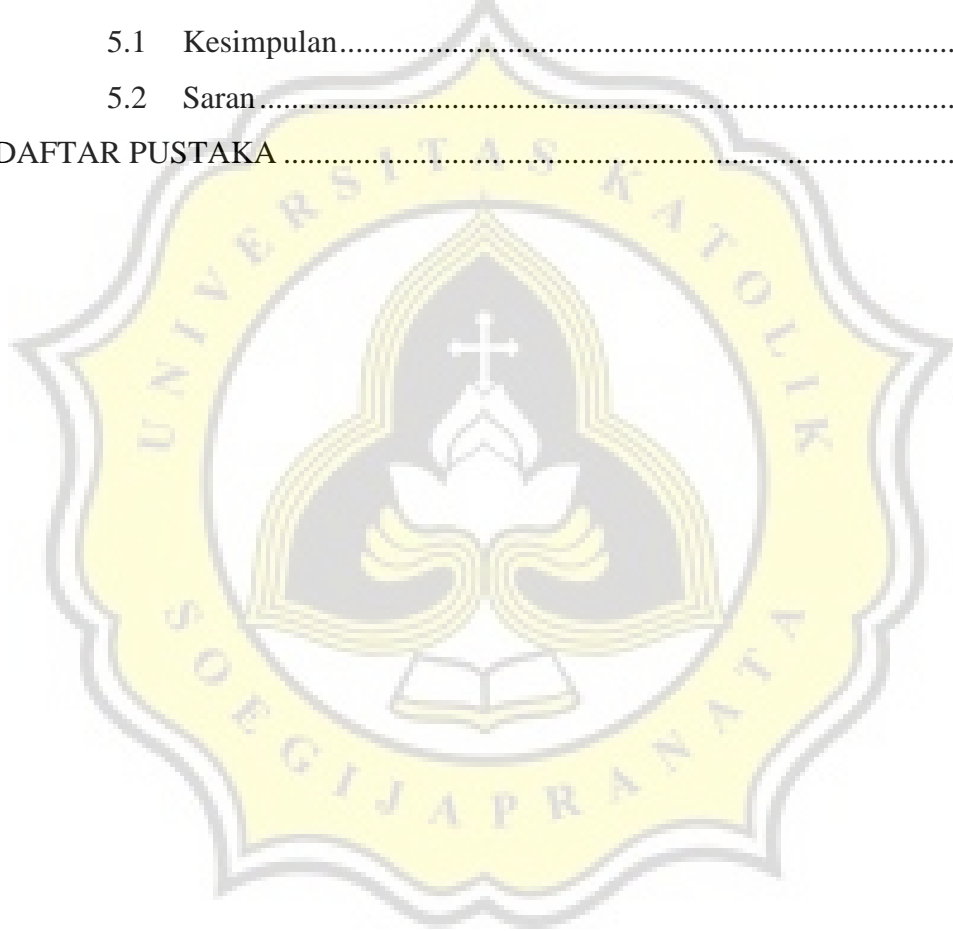 5.1 Kesimpulan..........................................................................
5.2 Saran....................................................................................
DAFTAR PUSTAKA..................................................................................
UNIVERSITAS KATOLIK
SOEGIJAPRANATA